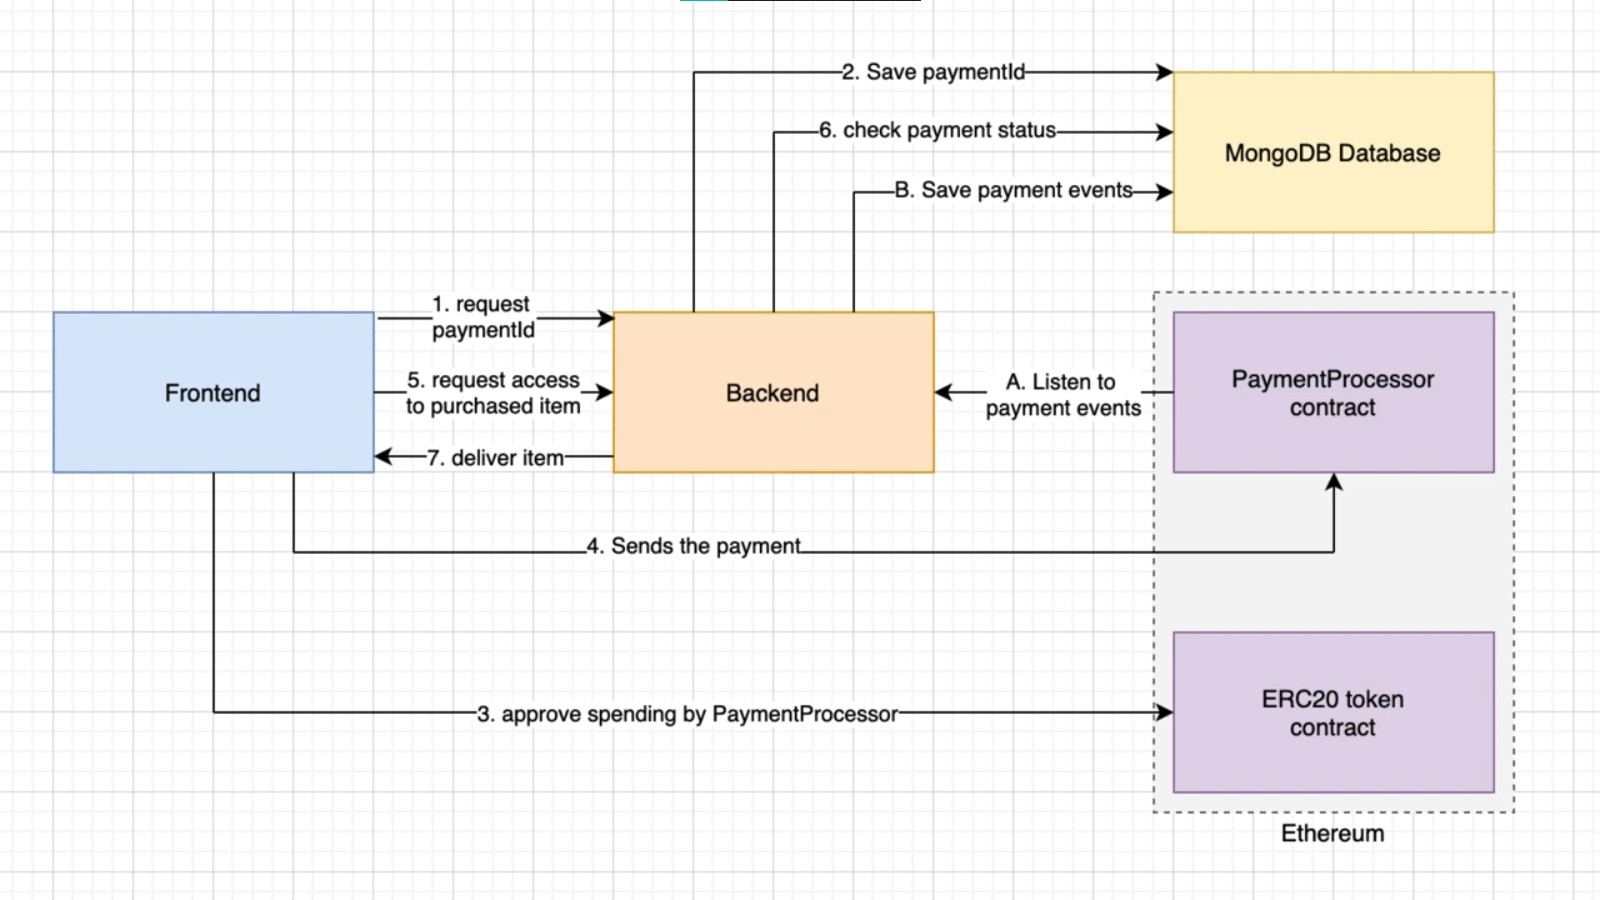 2. Save paymentId
6. check payment status
B. Save payment events
MongoDB Database
1. request
paymentId
5. request access
to purchased item
7. deliver item
Frontend
Backend
A. Listen to
payment events
PaymentProcessor
contract
4. Sends the payment
3. approve spending by PaymentProcessor
ERC20 token
contract
Ethereum